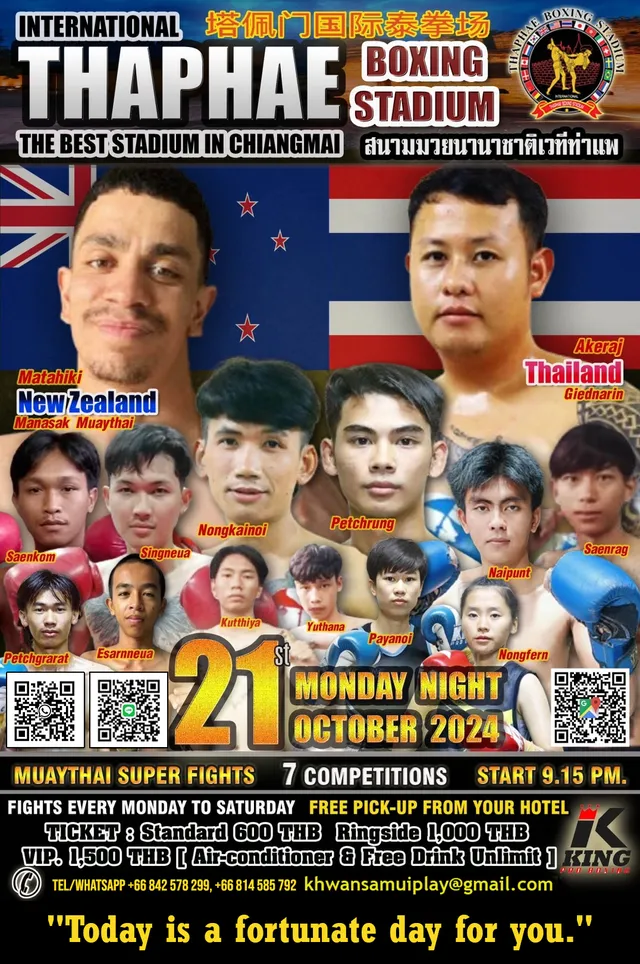 INTERNATIONAL
塔佩门国际泰拳场
THAPHAE
BOXING
STADIUM
THE BEST STADIUM IN CHIANGMAI
สนามมวยนานาชาติเวทีท่าแพ
THAPHAE BOXING STADIUM
INTERNATIONAL
Matahiki
New Zealand
Manasak Muaythai
Akeraj
Thailand
Giednarin
Nongkainoi
Petchrung
Saenkom
Singneua
Naipunt
Saenrag
Kutthiya
Yuthana
Payanoi
Nongfern
Petchgrarat
Esarnneua
21st
MONDAY NIGHT
OCTOBER 2024
MUAYTHAI SUPER FIGHTS 7 COMPETITIONS START 9.15 PM.
FIGHTS EVERY MONDAY TO SATURDAY FREE PICK-UP FROM YOUR HOTEL
TICKET : Standard 600 THB Ringside 1,000 THB
VIP. 1,500 THB [ Air-conditioner & Free Drink Unlimit ]
K
KING
TEL/WHATSAPP +66 842 578 299, +66 814 585 792 khwansamuiplay@gmail.com
"Today is a fortunate day for you."